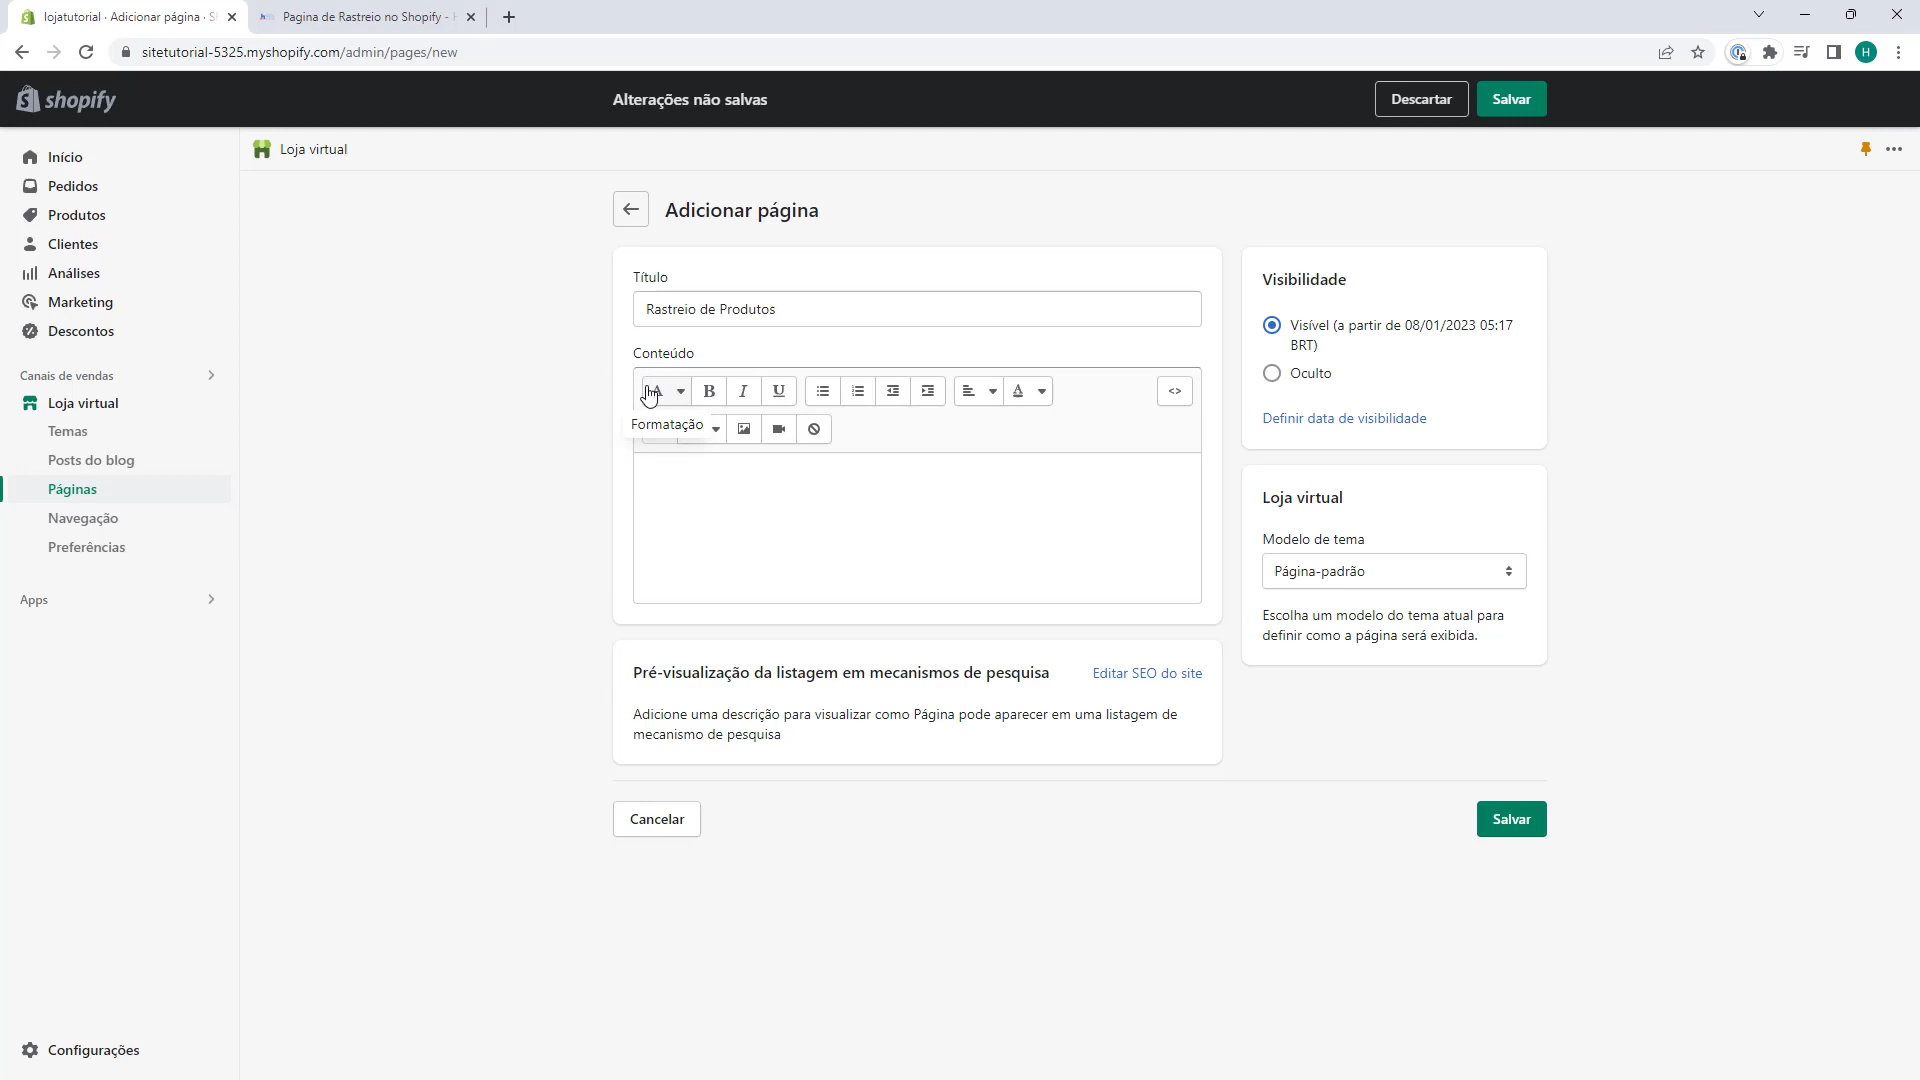 lojatutorial · Adicionar página · S
Pagina de Rastreio no Shopify -
sitetutorial-5325.myshopify.com/admin/pages/new
H
shopify
Alterações não salvas
Descartar
Salvar
Início
Pedidos
Produtos
Clientes
Análises
Marketing
Descontos
Canais de vendas
Loja virtual
Temas
Posts do blog
Páginas
Navegação
Preferências
Apps
Configurações
Loja virtual
Adicionar página
Título
Rastreio de Produtos
Conteúdo
A B I U A <>
Formatação
Pré-visualização da listagem em mecanismos de pesquisa
Editar SEO do site
Adicione uma descrição para visualizar como Página pode aparecer em uma listagem de
mecanismo de pesquisa
Cancelar
Salvar
Visibilidade
Visível (a partir de 08/01/2023 05:17
BRT)
Oculto
Definir data de visibilidade
Loja virtual
Modelo de tema
Página-padrão
Escolha um modelo do tema atual para
definir como a página será exibida.